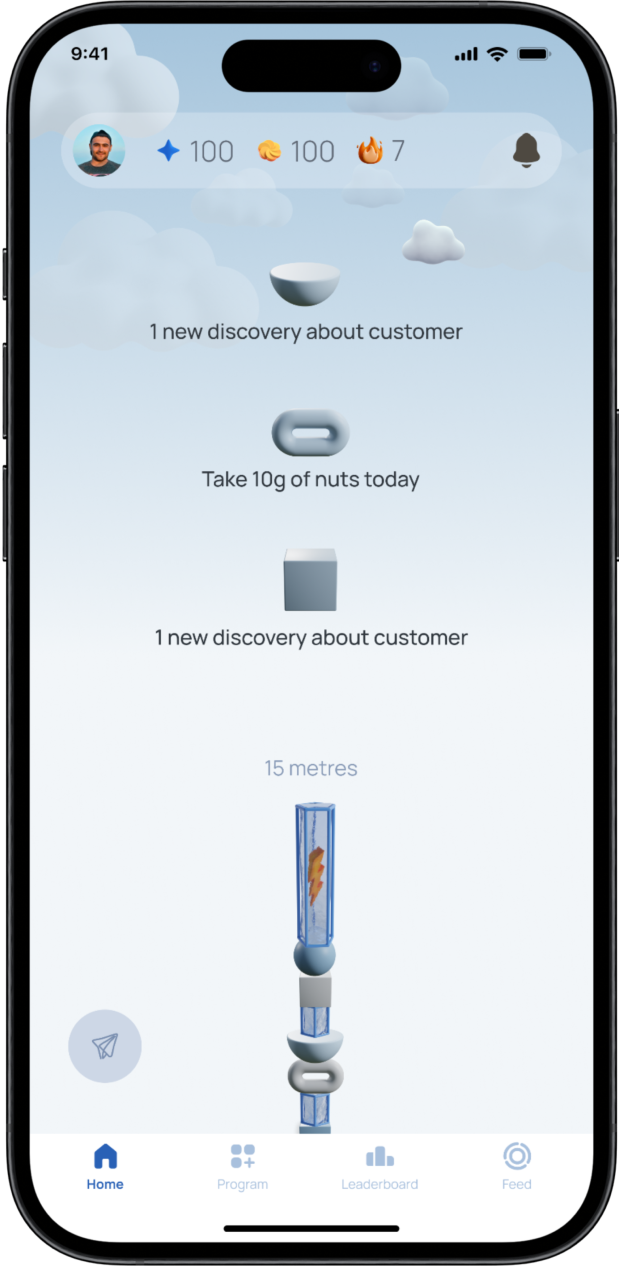 9:41
100 100 7
1 new discovery about customer
Take 10g of nuts today
1 new discovery about customer
15 metres
Home Program Leaderboard Feed